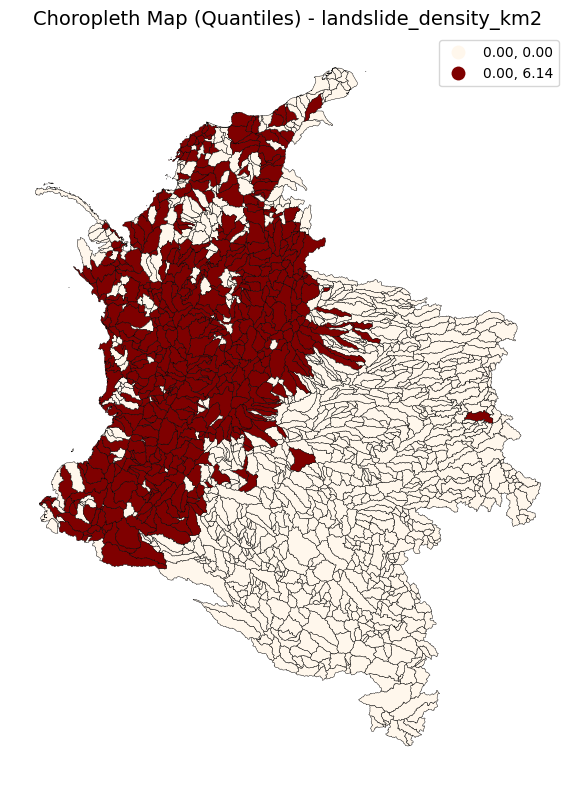 Choropleth Map (Quantiles) - landslide_density_km2
0.00, 0.00
0.00, 6.14